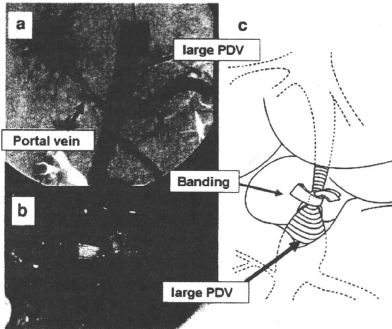 a
large PDV
Portal vein
b
c
Banding
large PDV